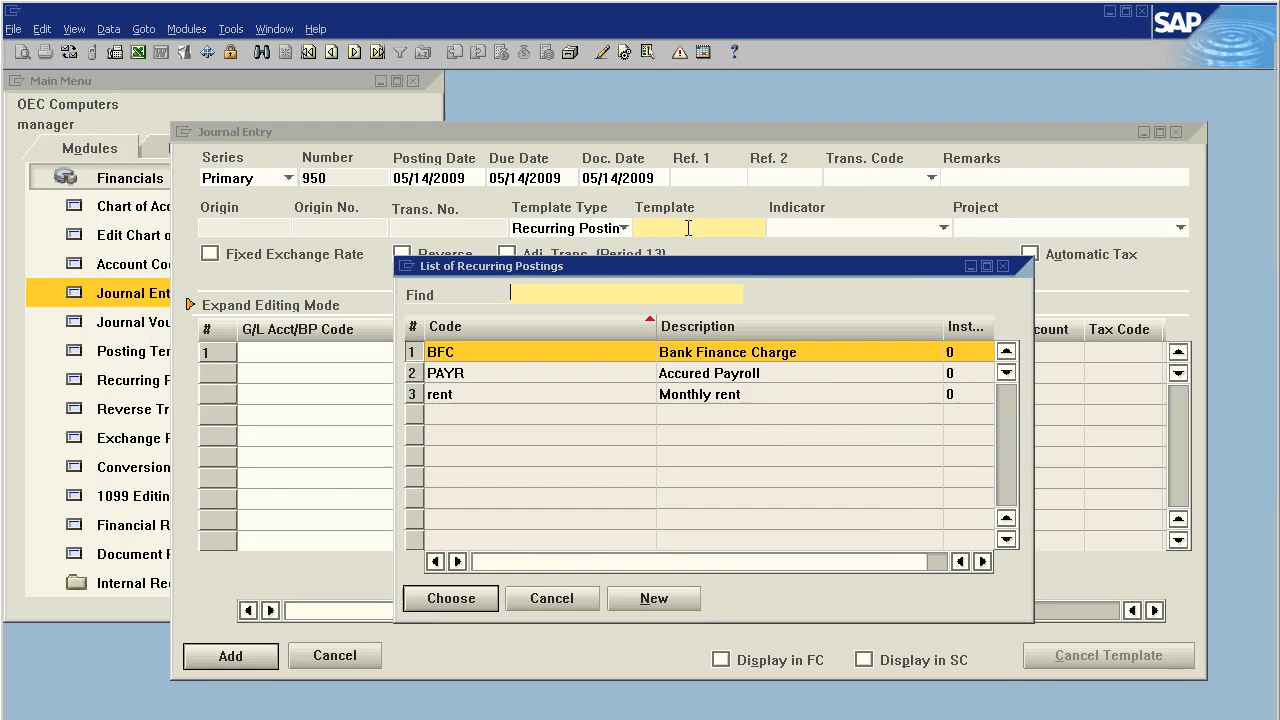 SAP
File Edit View Data Goto Modules Tools Window Help
Main Menu
OEC Computers
manager
Modules
Financials
Chart of Acc
Edit Chart o
Account Co
Journal Ent
Journal Vou
Posting Tem
Recurring P
Reverse Tr
Exchange R
Conversion
1099 Editin
Financial R
Document P
Internal Rec
Journal Entry
Series Number Posting Date Due Date Doc. Date Ref. 1 Ref. 2 Trans. Code Remarks
Primary 950 05/14/2009 05/14/2009 05/14/2009
Origin Origin No. Trans. No. Template Type Template Indicator Project
Recurring Postin
Fixed Exchange Rate Reverse Adj. Trans. (Period 13) Automatic Tax
Expand Editing Mode
# G/L Acct/BP Code ount Tax Code
1
List of Recurring Postings
Find
# Code Description Inst...
1 BFC Bank Finance Charge 0
2 PAYR Accured Payroll 0
3 rent Monthly rent 0
Choose Cancel New
Add Cancel Display in FC Display in SC Cancel Template